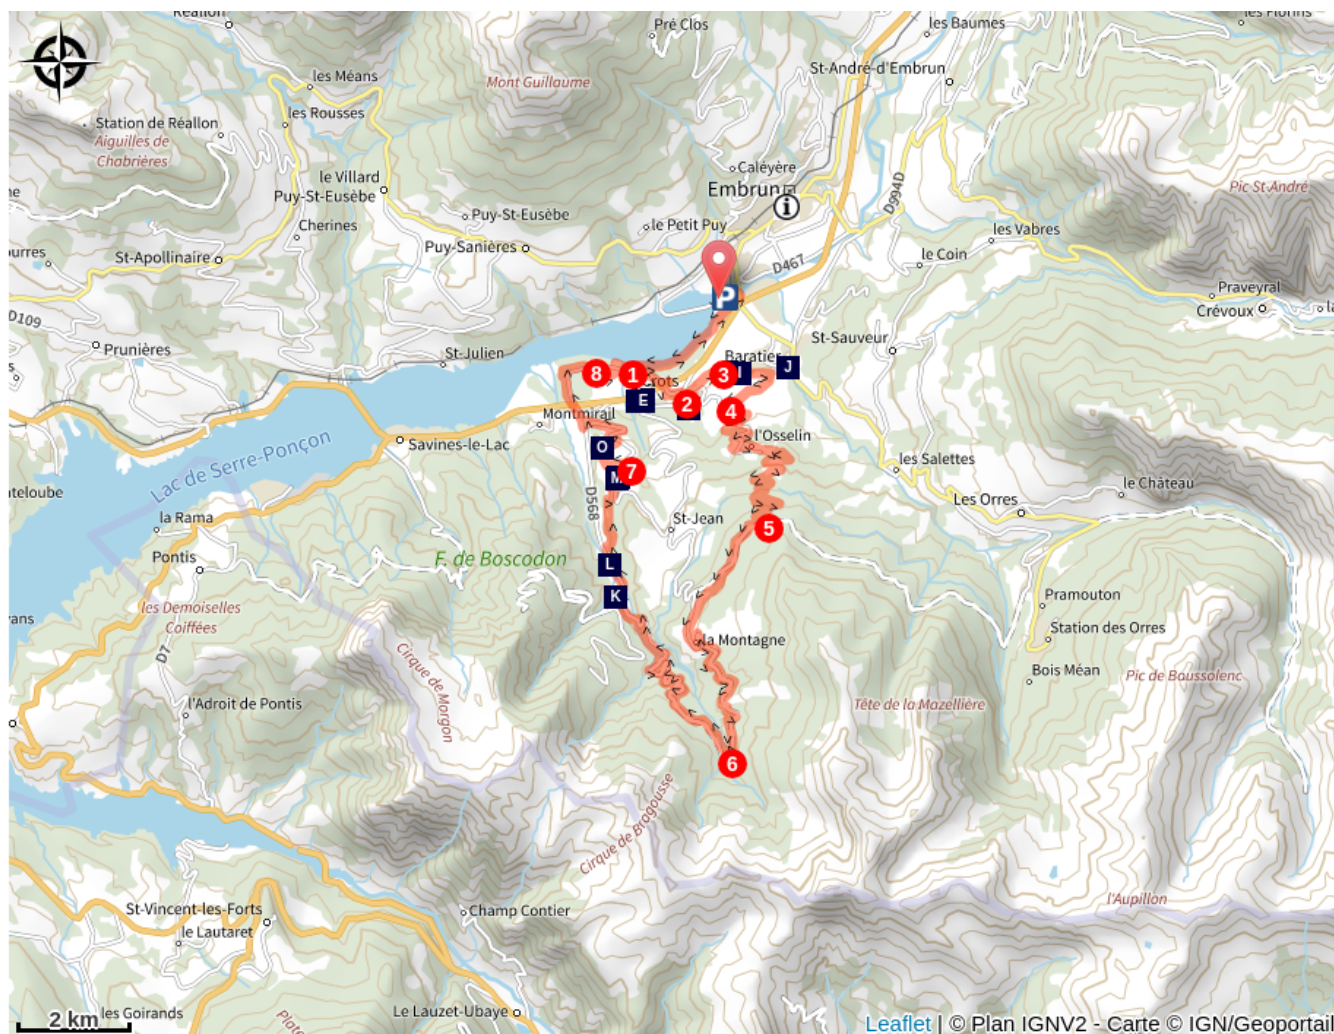 Réallon
Pré Clos
les Baumes
les Florins
St-André-d'Embrun
les Méans
Mont Guillaume
les Rousses
Station de Réallon
Aiguilles de
Chabrières
Caléyère
Embrun
D994D
Pic St-André
le Villard
Puy-St-Eusèbe
Puy-St-Eusèbe
Cherines
le Petit Puy
les Vabres
Puy-Sanières
St-Apollinaire
le Coin
D467
P
Praveyral
Crévoux
D109
Prunières
St-Julien
St-Sauveur
Baratier
8
1
3
I
J
Crots
E
2
4
Montmirail
l'Osselin
O
Savines-le-Lac
Lac de Serre-Ponçon
les Salettes
M
7
le Château
Les Orres
D568
la Rama
St-Jean
5
Pontis
F. de Boscodon
L
K
Pramouton
les Demoiselles
Coiffées
Station des Orres
la Montagne
D7
Cirque de Morgon
Bois Méan
Pic de Boussolenc
l'Adroit de Pontis
Tête de la Mazellière
6
Cirque de Bragousse
l'Aupillon
St-Vincent-les-Forts
Champ Contier
le Lautaret
2 km
les Goirands
Le Lauzet-Ubaye
Leaflet | © Plan IGNV2 - Carte © IGN/Geoportail